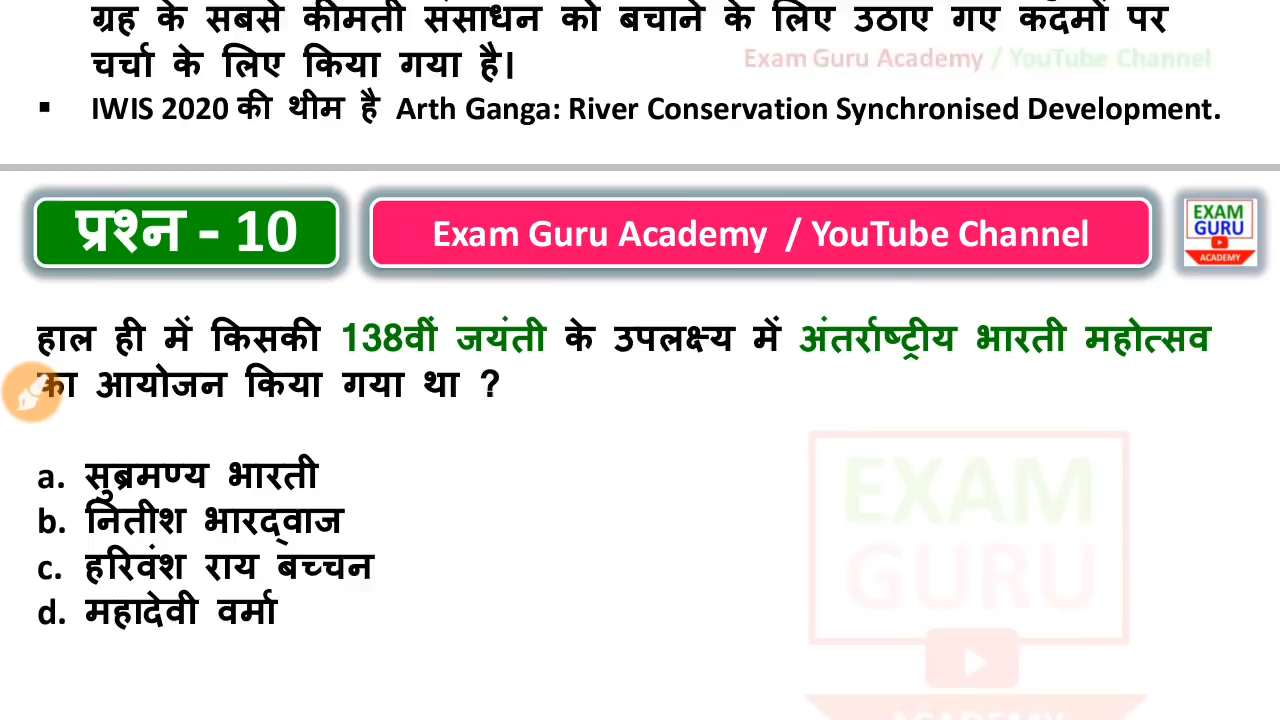 ग्रह के सबसे कीमती संसाधन को बचाने के लिए उठाए गए कदमों पर
चर्चा के लिए किया गया है।
Exam Guru Academy / YouTube Channel
▪ IWIS 2020 की थीम है Arth Ganga: River Conservation Synchronised Development.
प्रश्न - 10
Exam Guru Academy / YouTube Channel
EXAM
GURU
ACADEMY
हाल ही में किसकी 138वीं जयंती के उपलक्ष्य में अंतर्राष्ट्रीय भारती महोत्सव
का आयोजन किया गया था ?
a. सुब्रमण्य भारती
b. नितीश भारद्वाज
c. हरिवंश राय बच्चन
d. महादेवी वर्मा
EXAM
GURU
ACADEMY